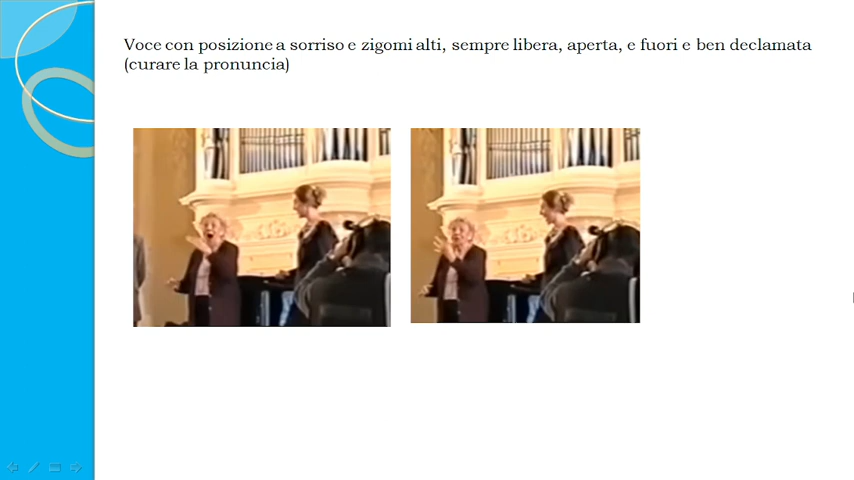 Voce con posizione a sorriso e zigomi alti, sempre libera, aperta, e fuori e ben declamata
(curare la pronuncia)